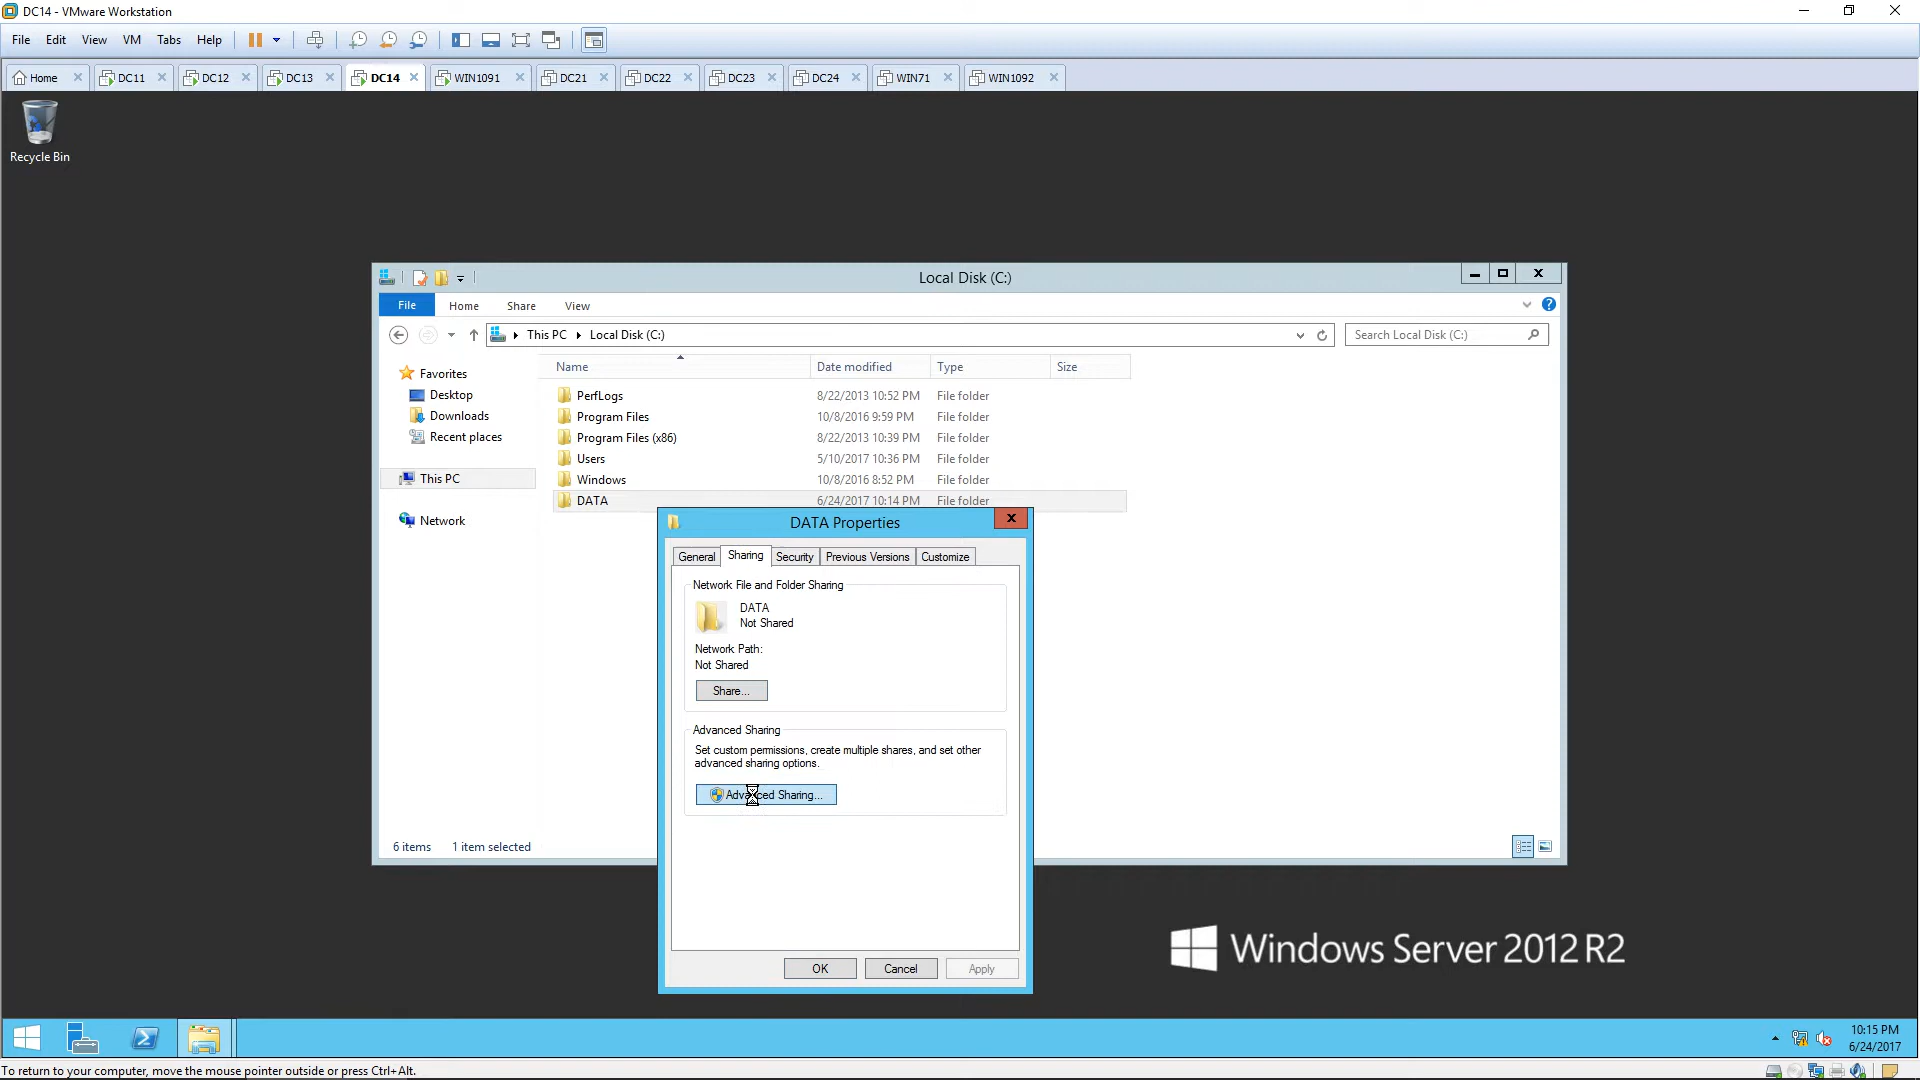 DC14 - VMware Workstation
File Edit View VM Tabs Help
Home DC11 DC12 DC13 DC14 WIN1091 DC21 DC22 DC23 DC24 WIN71 WIN1092
Recycle Bin
Local Disk (C:)
File Home Share View
This PC Local Disk (C:) Search Local Disk (C:)
Name Date modified Type Size
Favorites
Desktop
Downloads
Recent places
This PC
Network
PerfLogs 8/22/2013 10:52 PM File folder
Program Files 10/8/2016 9:59 PM File folder
Program Files (x86) 8/22/2013 10:39 PM File folder
Users 5/10/2017 10:36 PM File folder
Windows 10/8/2016 8:52 PM File folder
DATA 6/24/2017 10:14 PM File folder
DATA Properties
General Sharing Security Previous Versions Customize
Network File and Folder Sharing
DATA
Not Shared
Network Path:
Not Shared
Share...
Advanced Sharing
Set custom permissions, create multiple shares, and set other
advanced sharing options.
Advanced Sharing...
OK Cancel Apply
6 items 1 item selected
Windows Server 2012 R2
10:15 PM
6/24/2017
To return to your computer, move the mouse pointer outside or press Ctrl+Alt.